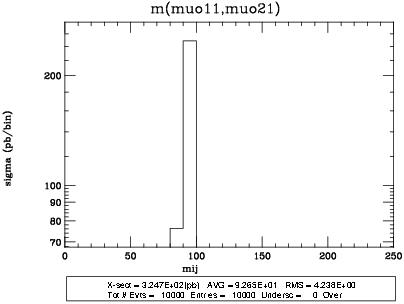 m(muo11,muo21)
sigma (pb/bin)
200
100
90
80
70
0 50 100 150 200 250
mij
X-sect = 3.247E+02(pb) AVG = 9.265E+01 RMS = 4.238E+00
Tot # Evts = 10000 Entries = 10000 Undersc = 0 Over